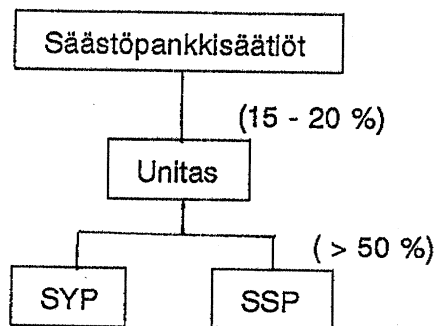 Säästöpankkisäätiöt
(15 - 20 %)
Unitas
( > 50 %)
SYP
SSP